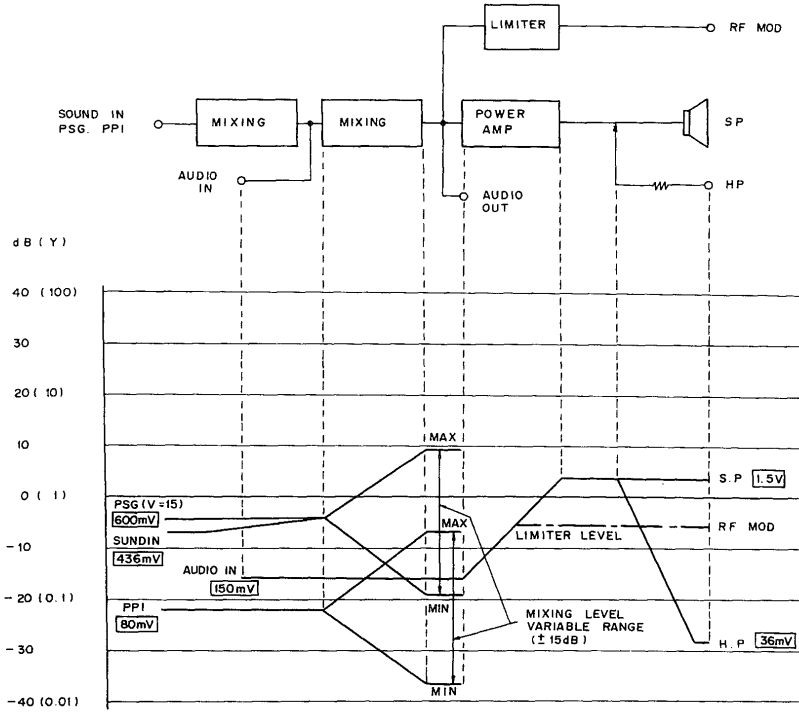 LIMITER
RF MOD
SOUND IN
PSG. PPI
MIXING
MIXING
POWER
AMP
SP
AUDIO
IN
HP
AUDIO
OUT
dB (Y)
40 (100)
30
20 (10)
10
MAX
0 (1)
S.P 1.5V
PSG (V=15)
600mV
MAX
LIMITER LEVEL
RF MOD
SUNDIN
-10
436mV
AUDIO IN
150mV
-20 (0.1)
PPI
MIN
80mV
MIXING LEVEL
VARIABLE RANGE
(±15dB)
-30
H.P 36mV
MIN
-40 (0.01)